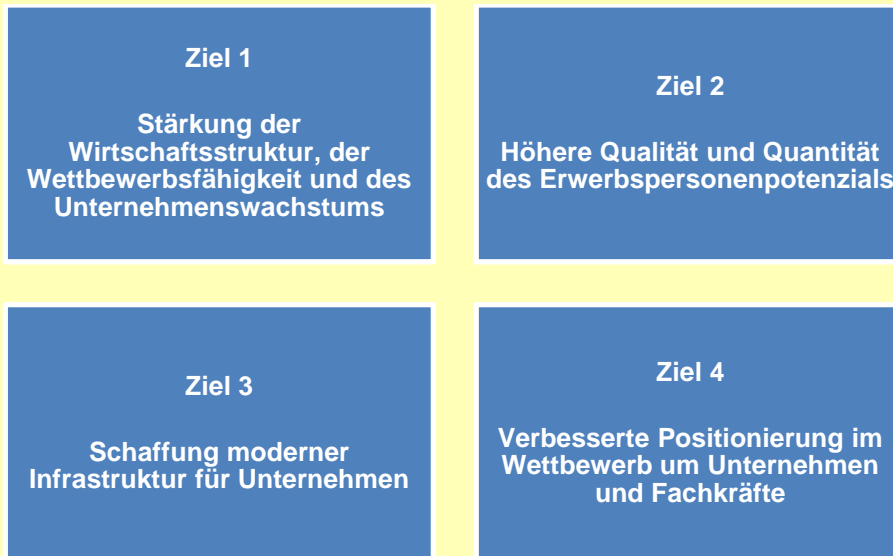 Ziel 1
Stärkung der
Wirtschaftsstruktur, der
Wettbewerbsfähigkeit und des
Unternehmenswachstums
Ziel 2
Höhere Qualität und Quantität
des Erwerbspersonenpotenzials
Ziel 3
Schaffung moderner
Infrastruktur für Unternehmen
Ziel 4
Verbesserte Positionierung im
Wettbewerb um Unternehmen
und Fachkräfte